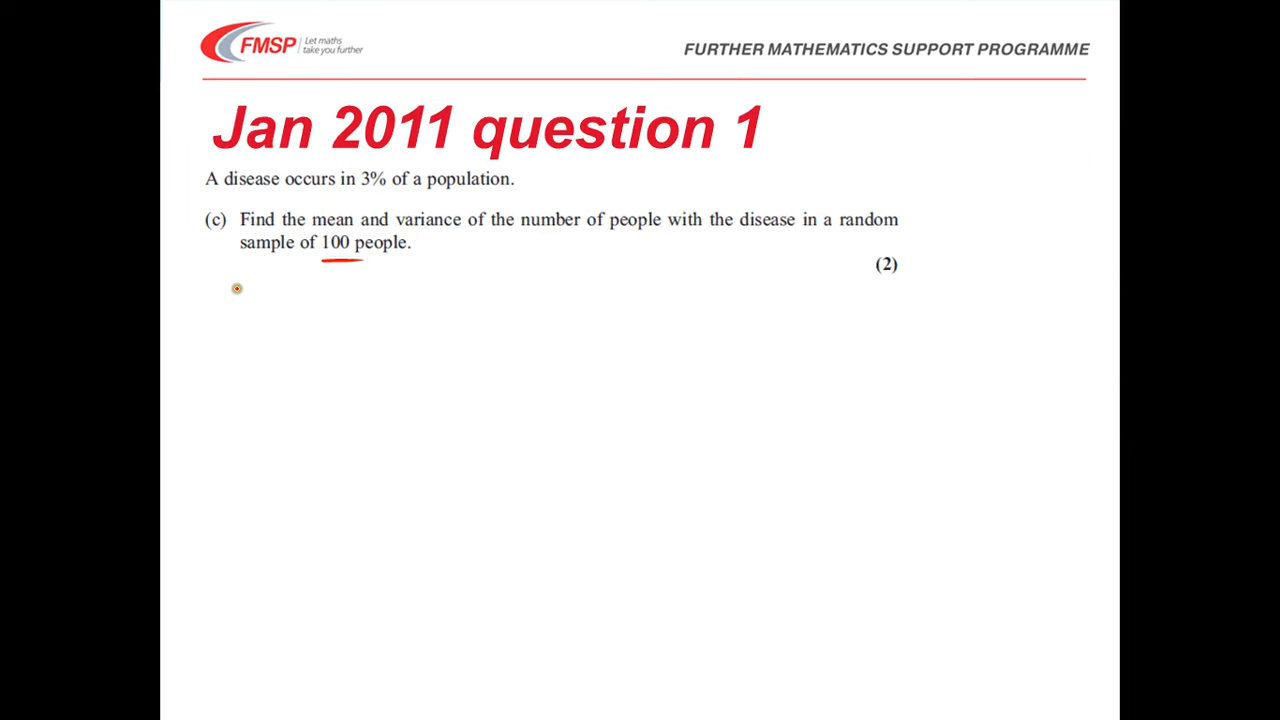 FMSP
Let maths
take you further
FURTHER MATHEMATICS SUPPORT PROGRAMME
Jan 2011 question 1
A disease occurs in 3% of a population.
(c) Find the mean and variance of the number of people with the disease in a random
sample of 100 people.
(2)